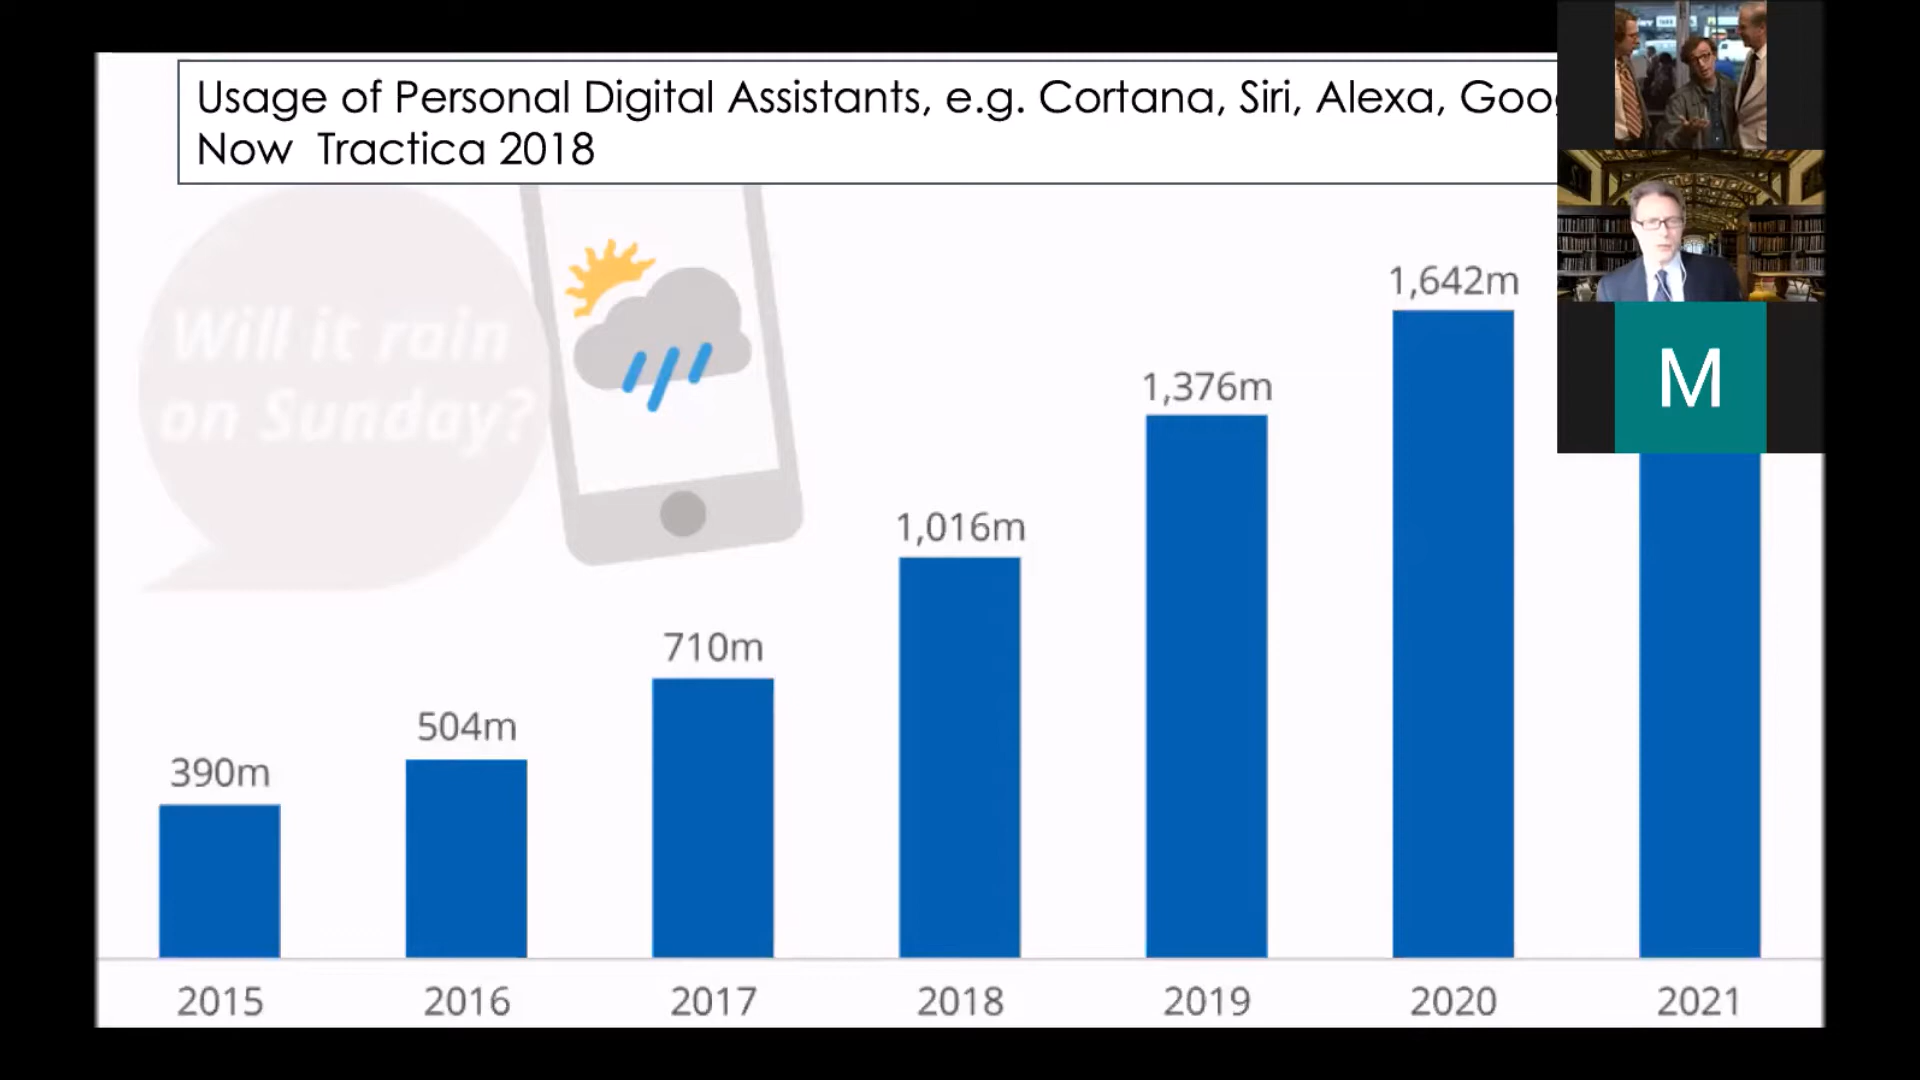 Usage of Personal Digital Assistants, e.g. Cortana, Siri, Alexa,
Now Tractica 2018
Will it rain
on Sunday?
1,642m
1,376m
1,016m
710m
504m
390m
M
2015 2016 2017 2018 2019 2020 2021